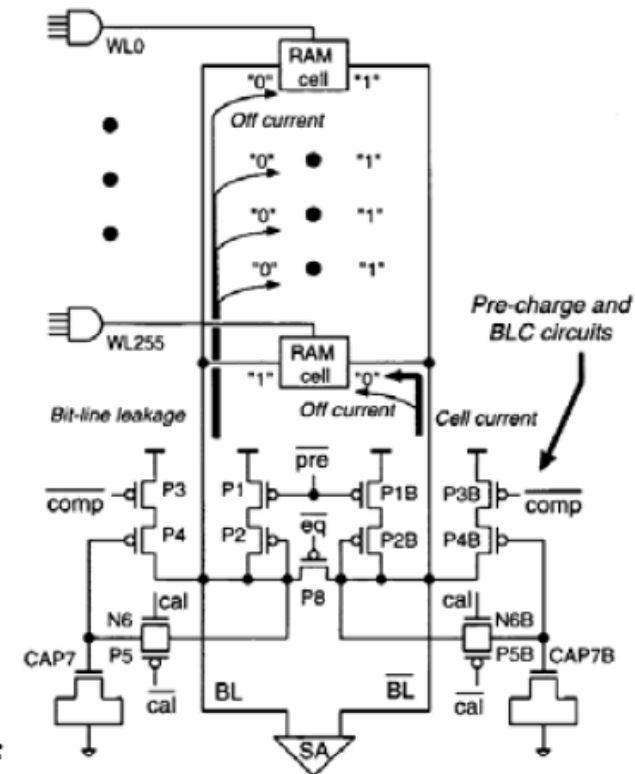 WL0
RAM
cell
"0" "1"
Off current
"0" "1"
"0" "1"
"0" "1"
Pre-charge and
BLC circuits
WL255
RAM
cell
"1" "0"
Off current
Cell current
Bit-line leakage
pre
comp P3 P1 P1B P3B comp
eq
P4 P2 P2B P4B
P8
cal cal
N6 N6B
CAP7 P5 P5B CAP7B
cal BL BL cal
SA